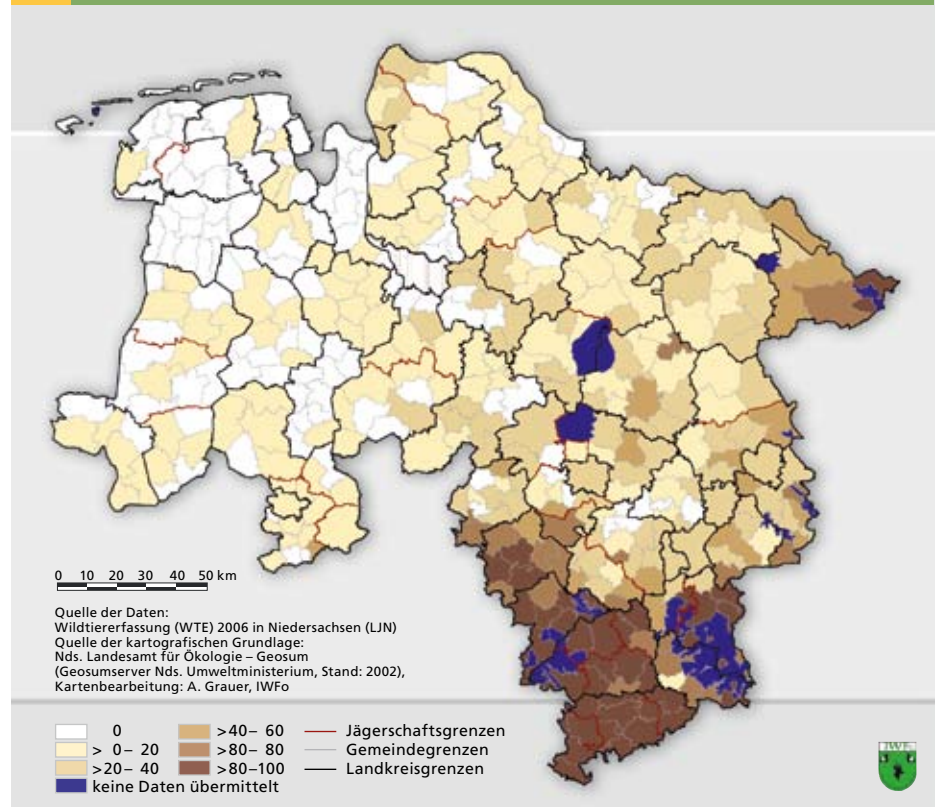 0 10 20 30 40 50 km
Quelle der Daten:
Wildtiererfassung (WTE) 2006 in Niedersachsen (LJN)
Quelle der kartografischen Grundlage:
Nds. Landesamt für Ökologie – Geosum
(Geosumserver Nds. Umweltministerium, Stand: 2002),
Kartenbearbeitung: A. Grauer, IWFo
0 >40– 60 Jägerschaftsgrenzen
> 0– 20 >80– 80 Gemeindegrenzen
>20– 40 >80–100 Landkreisgrenzen
keine Daten übermittelt
IWFo